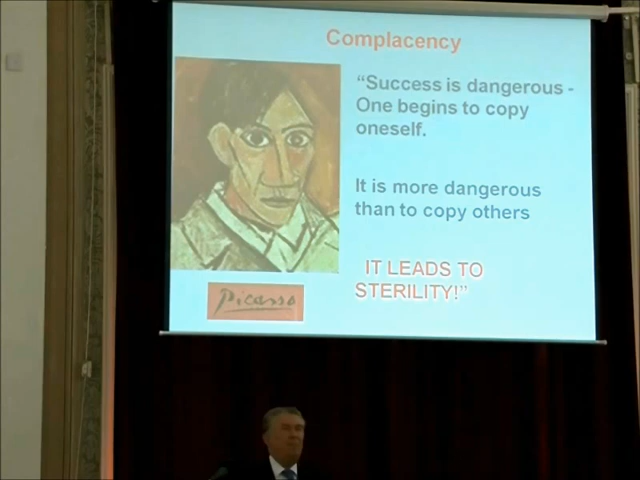 Complacency
“Success is dangerous -
One begins to copy
oneself.
It is more dangerous
than to copy others
IT LEADS TO
STERILITY!”
Picasso